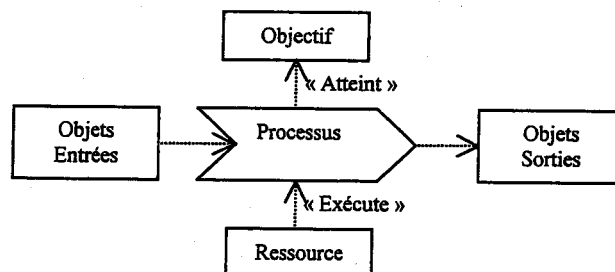 Objectif
« Atteint »
Objets
Entrées
Processus
Objets
Sorties
« Exécute »
Ressource